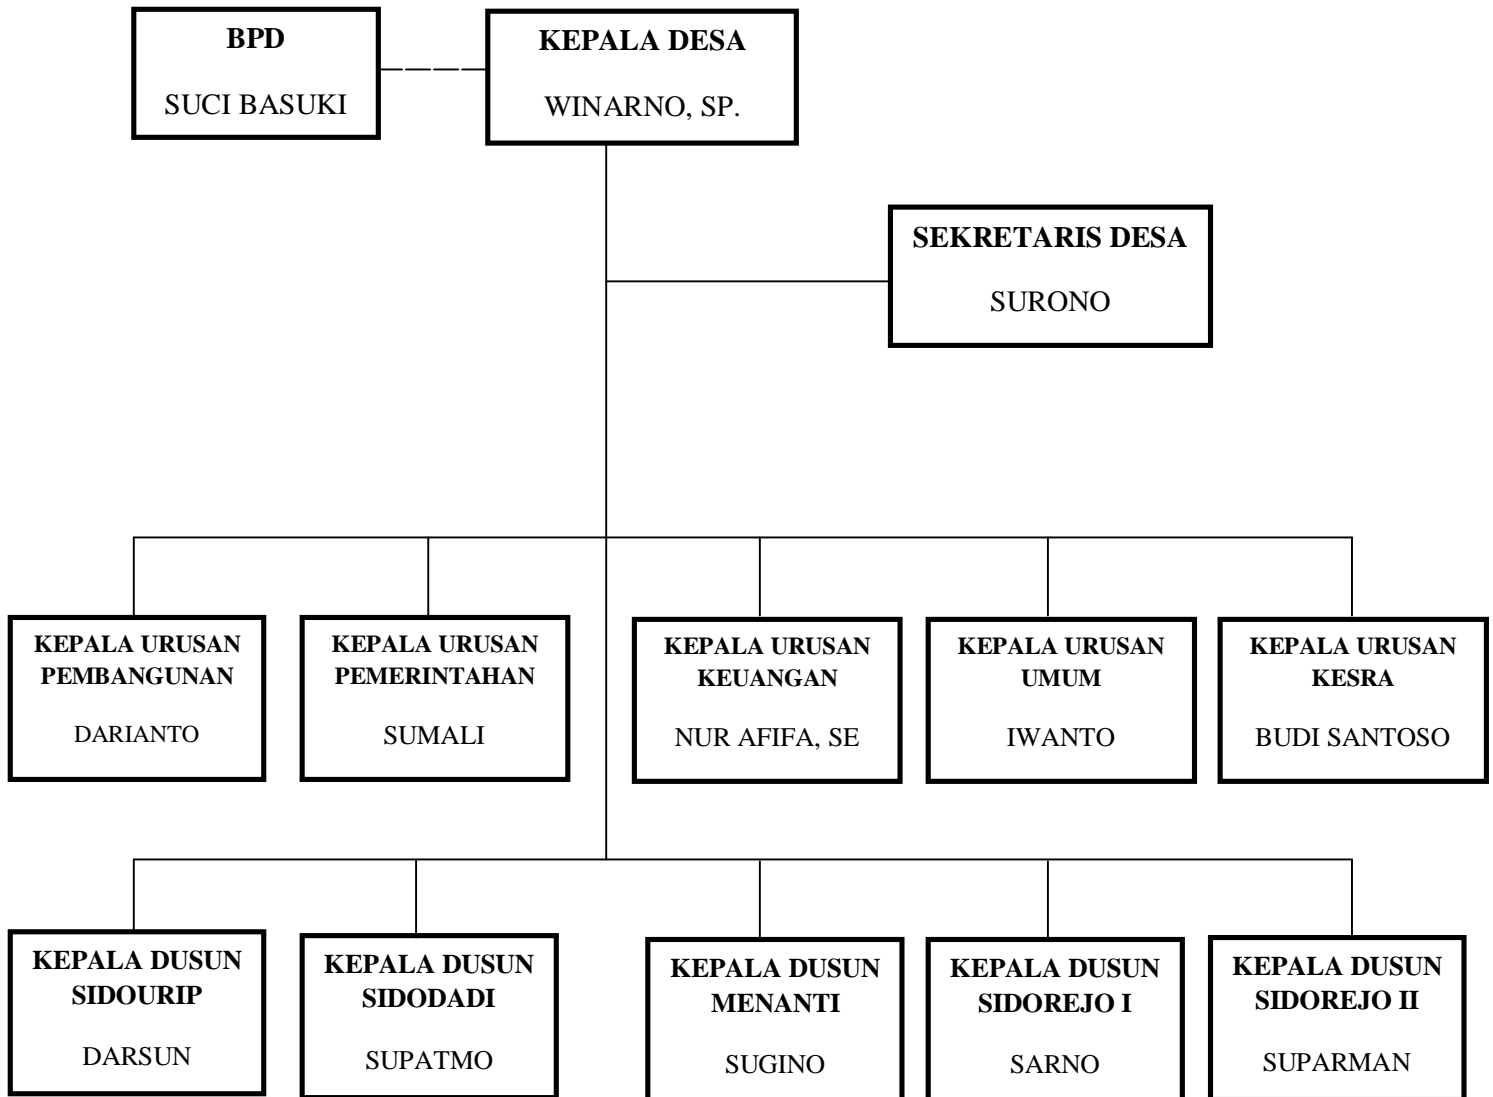 BPD
SUCI BASUKI
KEPALA DESA
WINARNO, SP.
SEKRETARIS DESA
SURONO
KEPALA URUSAN
PEMBANGUNAN
DARIANTO
KEPALA URUSAN
PEMERINTAHAN
SUMALI
KEPALA URUSAN
KEUANGAN
NUR AFIFA, SE
KEPALA URUSAN
UMUM
IWANTO
KEPALA URUSAN
KESRA
BUDI SANTOSO
KEPALA DUSUN
SIDOURIP
DARSUN
KEPALA DUSUN
SIDODADI
SUPATMO
KEPALA DUSUN
MENANTI
SUGINO
KEPALA DUSUN
SIDOREJO I
SARNO
KEPALA DUSUN
SIDOREJO II
SUPARMAN